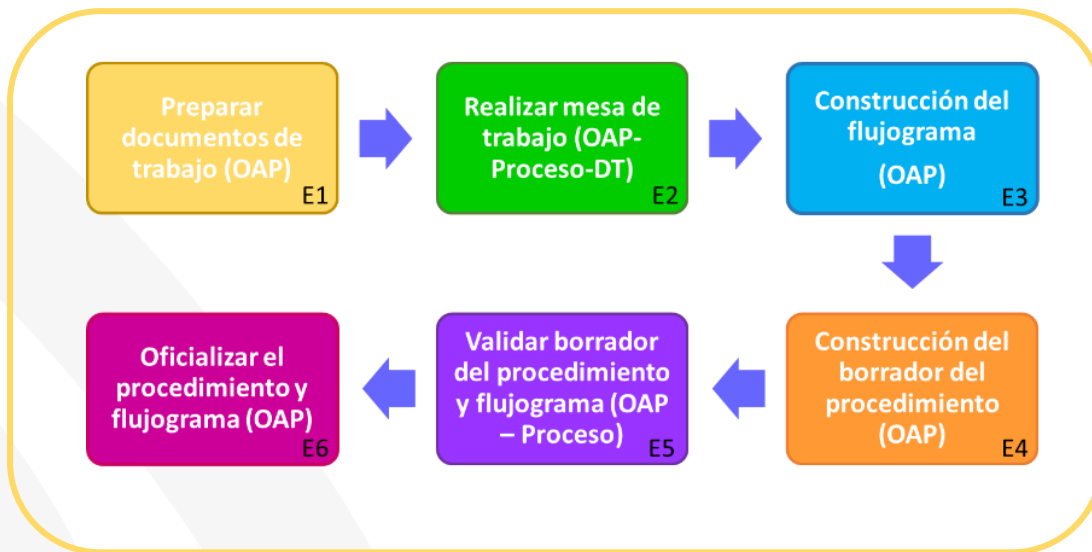 Preparar
documentos de
trabajo (OAP)
E1
Realizar mesa de
trabajo (OAP-
Proceso-DT)
E2
Construcción del
flujograma
(OAP)
E3
Construcción del
borrador del
procedimiento
(OAP)
E4
Validar borrador
del procedimiento
y flujograma (OAP
– Proceso)
E5
Oficializar el
procedimiento y
flujograma (OAP)
E6